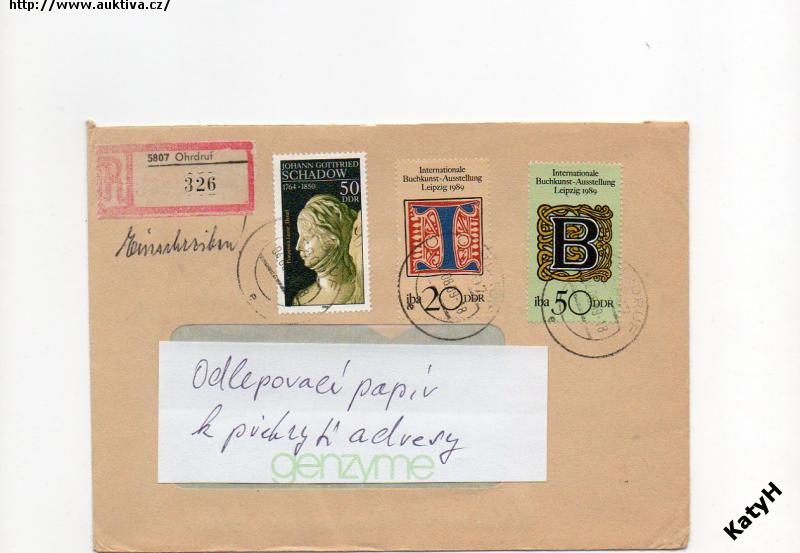 http://www.auktiva.cz/
5807 Ohrdruf
R
326
Einschreiben!
JOHANN GOTTFRIED
SCHADOW
1764-1850
50
DDR
Internationale
Buchkunst-Ausstellung
Leipzig 1989
I
iba 20 DDR
Internationale
Buchkunst-Ausstellung
Leipzig 1989
B
iba 50 DDR
Odlepovací papír
k přikrytí adresy
genzyme
KatyH